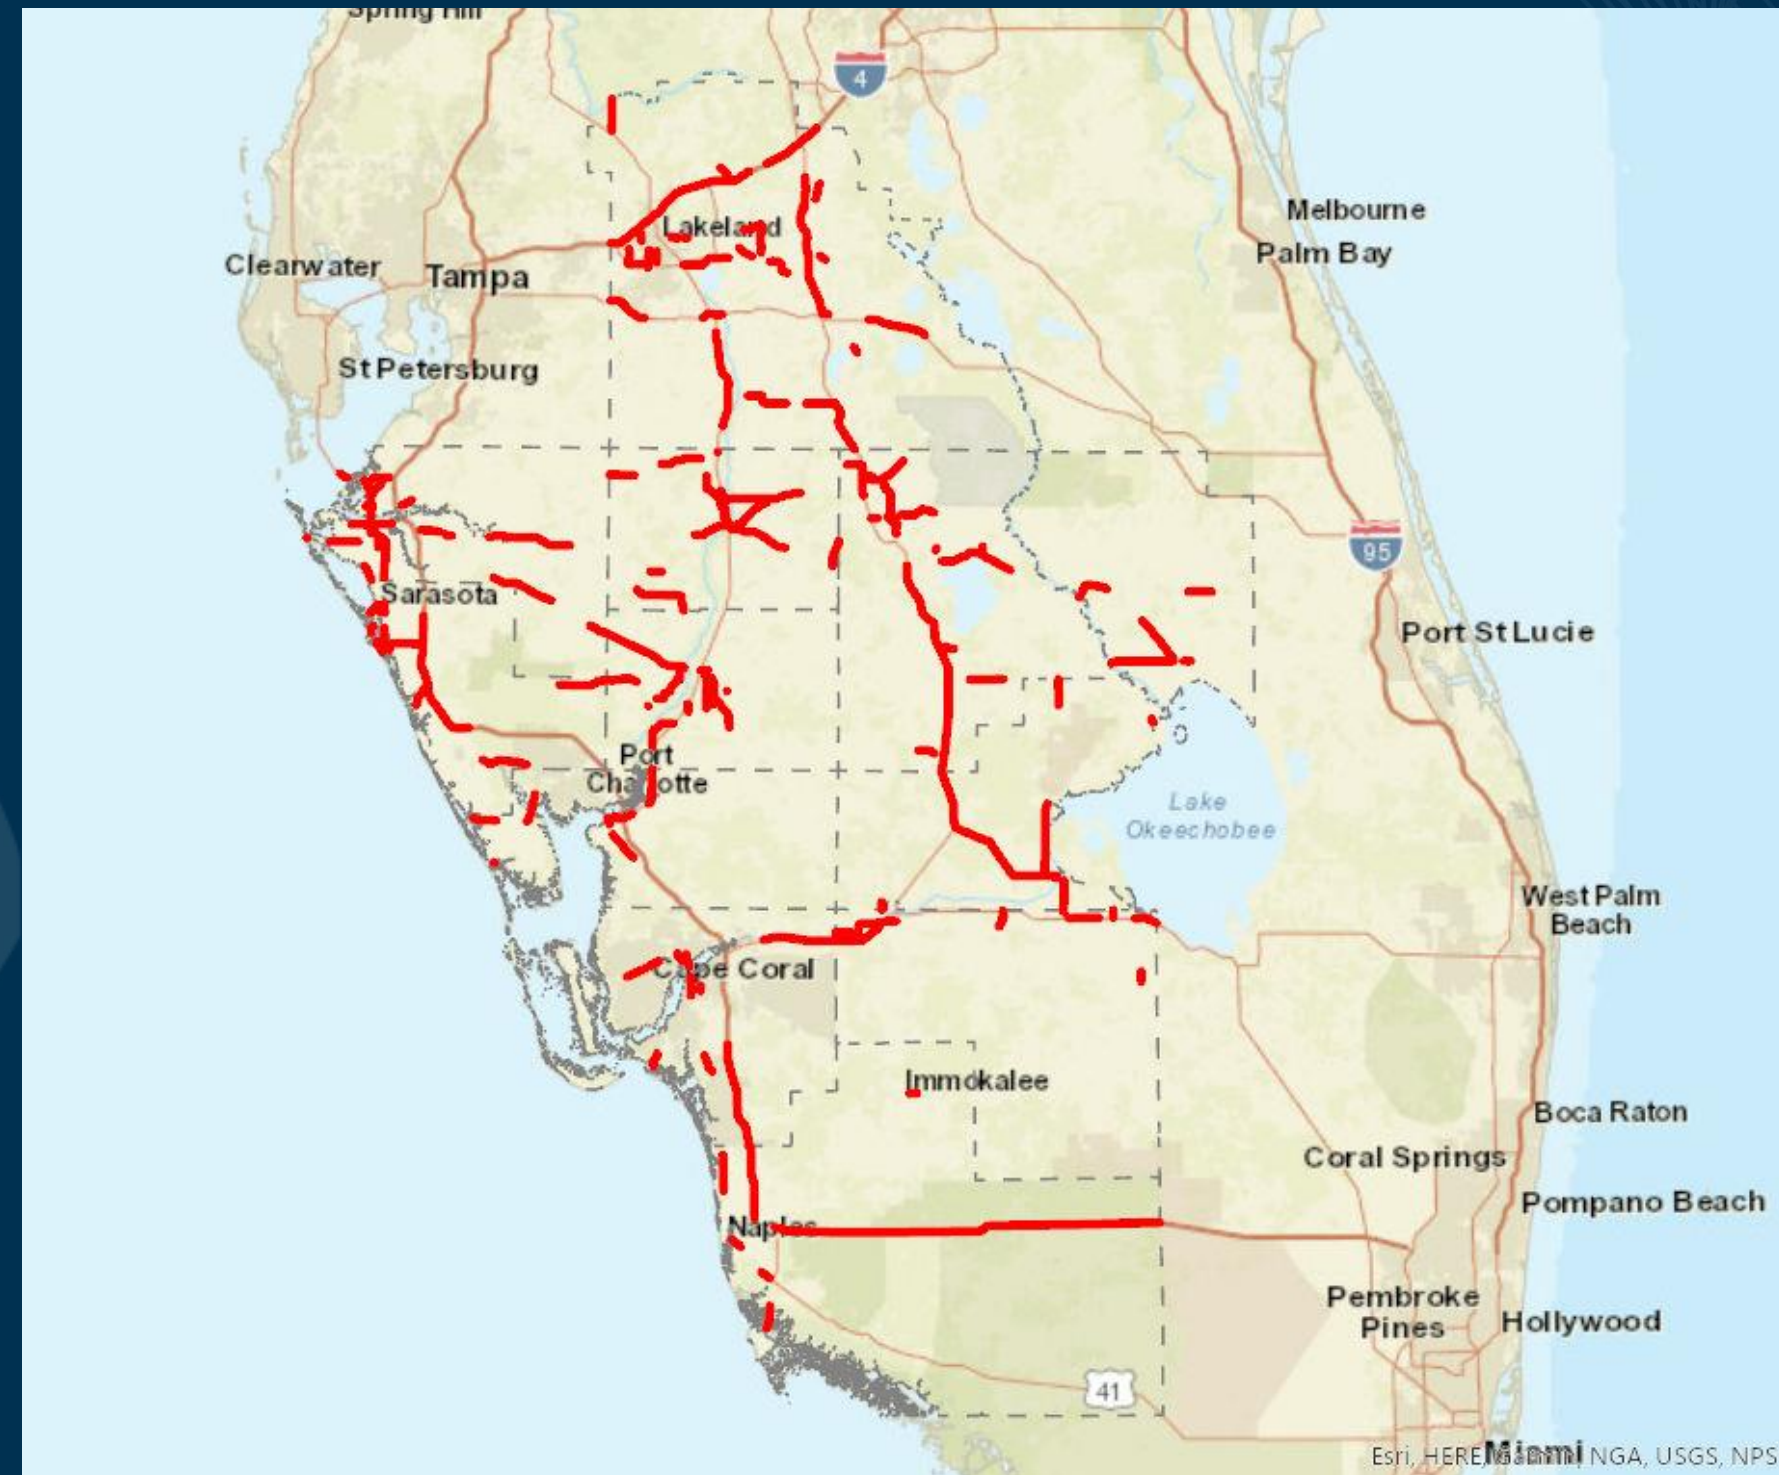 Spring Hill
4
Lakeland
Melbourne
Palm Bay
Clearwater
Tampa
St Petersburg
95
Sarasota
Port St Lucie
Port
Charlotte
Lake
Okeechobee
West Palm
Beach
Cape Coral
Immokalee
Boca Raton
Coral Springs
Pompano Beach
Naples
Pembroke
Pines
Hollywood
41
Miami
Esri, HERE, Garmin, NGA, USGS, NPS